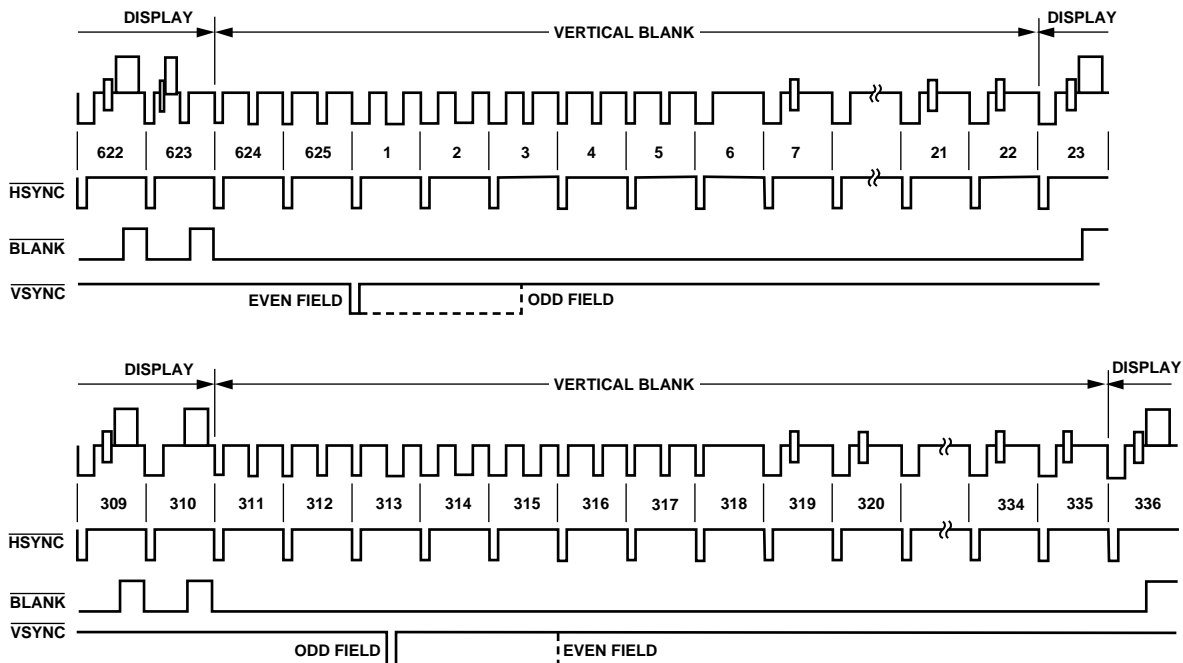 DISPLAY VERTICAL BLANK DISPLAY
622 623 624 625 1 2 3 4 5 6 7 21 22 23
HSYNC
BLANK
VSYNC
EVEN FIELD ODD FIELD
DISPLAY VERTICAL BLANK DISPLAY
309 310 311 312 313 314 315 316 317 318 319 320 334 335 336
HSYNC
BLANK
VSYNC
ODD FIELD EVEN FIELD